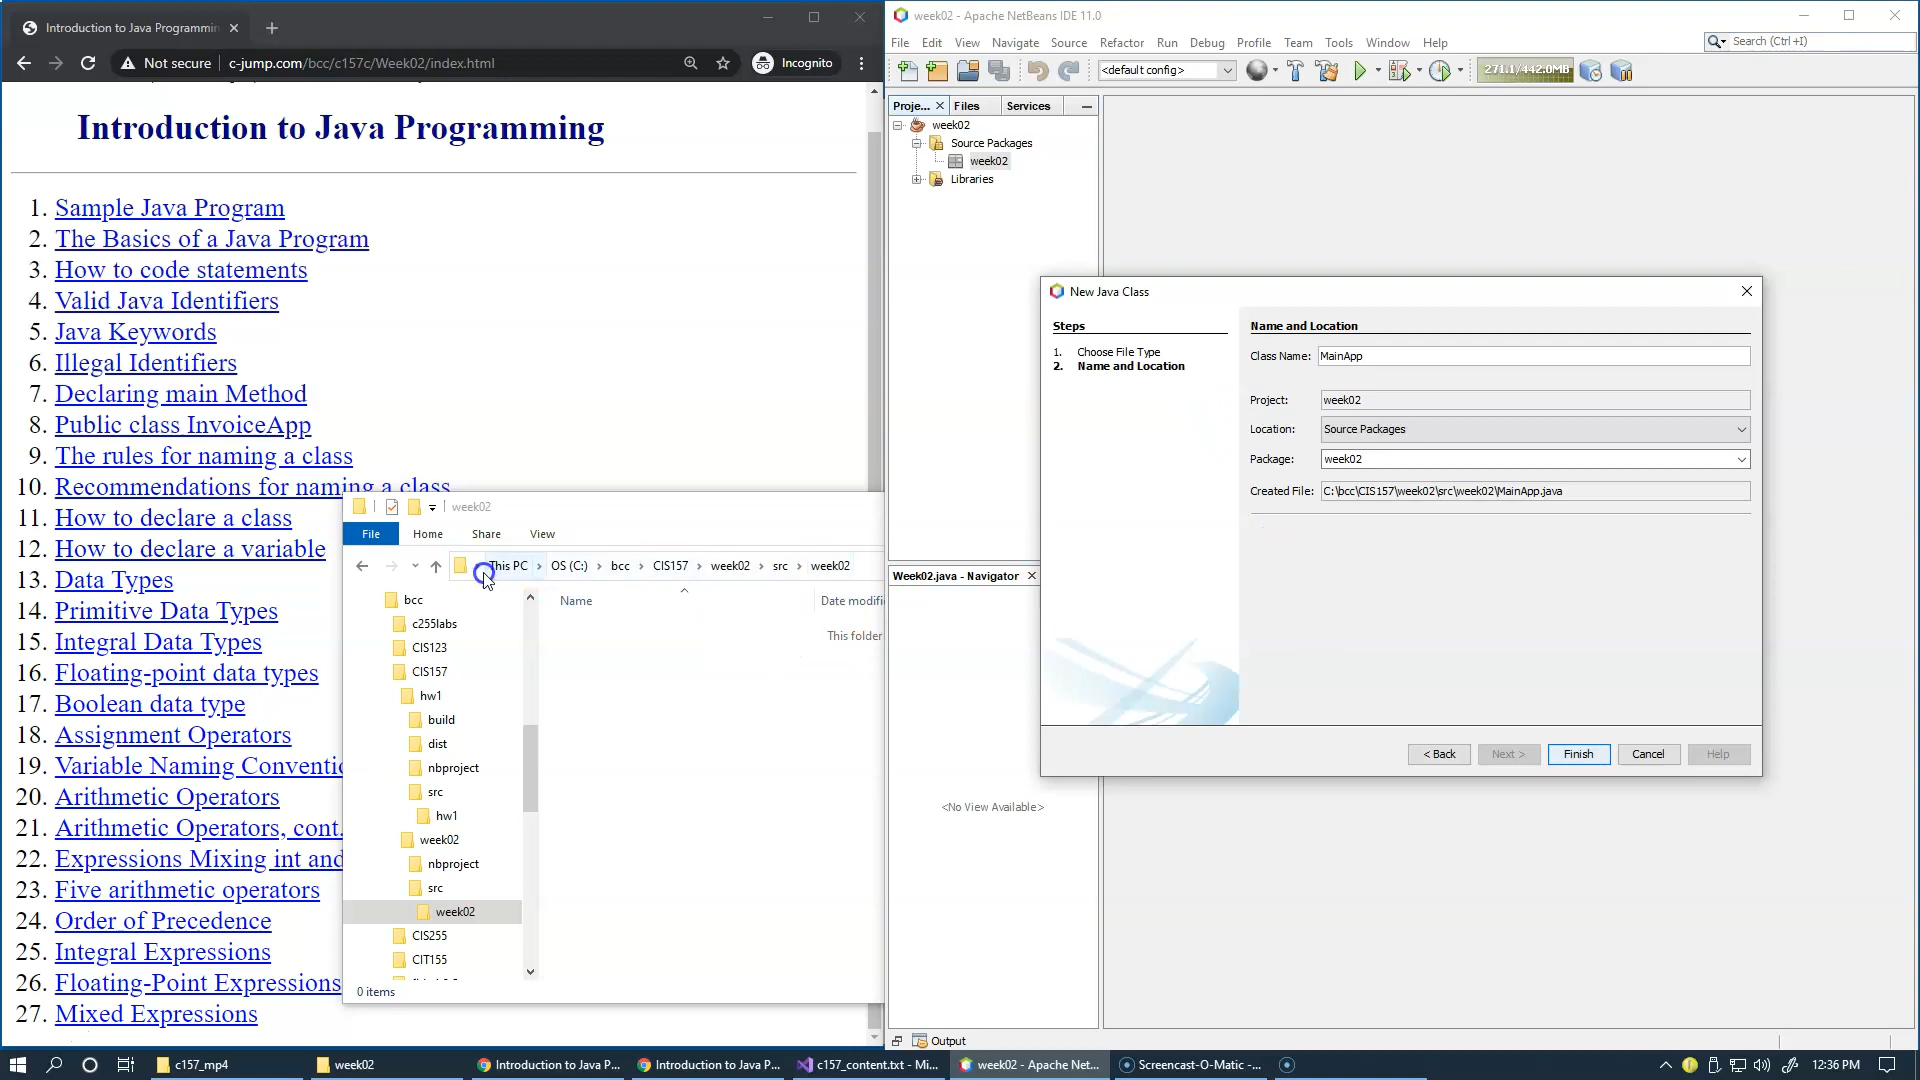 Introduction to Java Programmin
Not secure
c-jump.com/bcc/c157c/Week02/index.html
Incognito
Introduction to Java Programming
1. Sample Java Program
2. The Basics of a Java Program
3. How to code statements
4. Valid Java Identifiers
5. Java Keywords
6. Illegal Identifiers
7. Declaring main Method
8. Public class InvoiceApp
9. The rules for naming a class
10. Recommendations for naming a class
11. How to declare a class
12. How to declare a variable
13. Data Types
14. Primitive Data Types
15. Integral Data Types
16. Floating-point data types
17. Boolean data type
18. Assignment Operators
19. Variable Naming Conventio
20. Arithmetic Operators
21. Arithmetic Operators, cont.
22. Expressions Mixing int and
23. Five arithmetic operators
24. Order of Precedence
25. Integral Expressions
26. Floating-Point Expressions
27. Mixed Expressions
week02
File Home Share View
This PC > OS (C:) > bcc > CIS157 > week02 > src > week02
bcc
c255labs
CIS123
CIS157
hw1
build
dist
nbproject
src
hw1
week02
nbproject
src
week02
CIS255
CIT155
Name
Date modifi
This folder
0 items
week02 - Apache NetBeans IDE 11.0
File Edit View Navigate Source Refactor Run Debug Profile Team Tools Window Help
Search (Ctrl+I)
<default config>
271.1/442.0MB
Proje... Files Services
week02
Source Packages
week02
Libraries
Week02.java - Navigator
<No View Available>
Output
New Java Class
Steps
1. Choose File Type
2. Name and Location
Name and Location
Class Name: MainApp
Project: week02
Location: Source Packages
Package: week02
Created File: C:\bcc\CIS157\week02\src\week02\MainApp.java
< Back Next > Finish Cancel Help
c157_mp4
week02
Introduction to Java P...
Introduction to Java P...
c157_content.txt - Mi...
week02 - Apache Net...
Screencast-O-Matic -...
12:36 PM